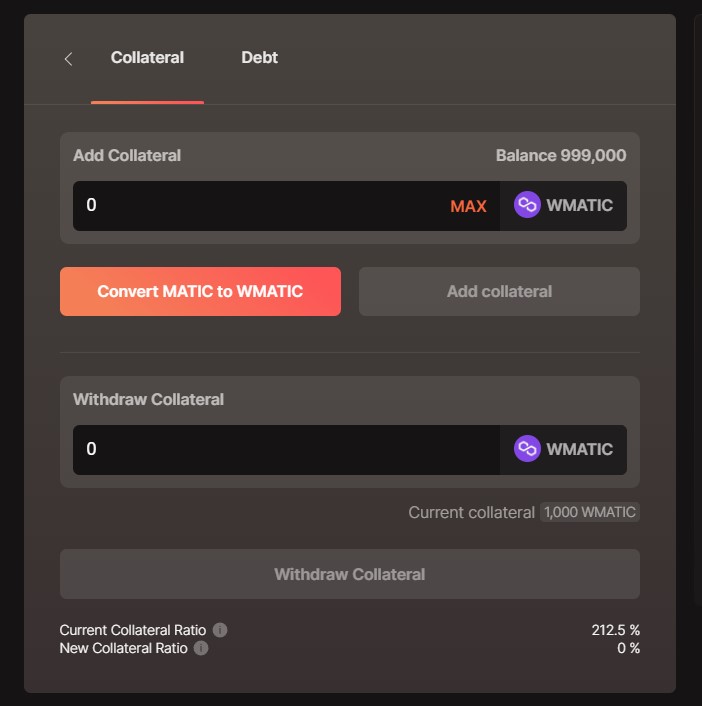 Collateral Debt
Add Collateral Balance 999,000
0 MAX WMATIC
Convert MATIC to WMATIC Add collateral
Withdraw Collateral
0 WMATIC
Current collateral 1,000 WMATIC
Withdraw Collateral
Current Collateral Ratio i 212.5 %
New Collateral Ratio i 0 %